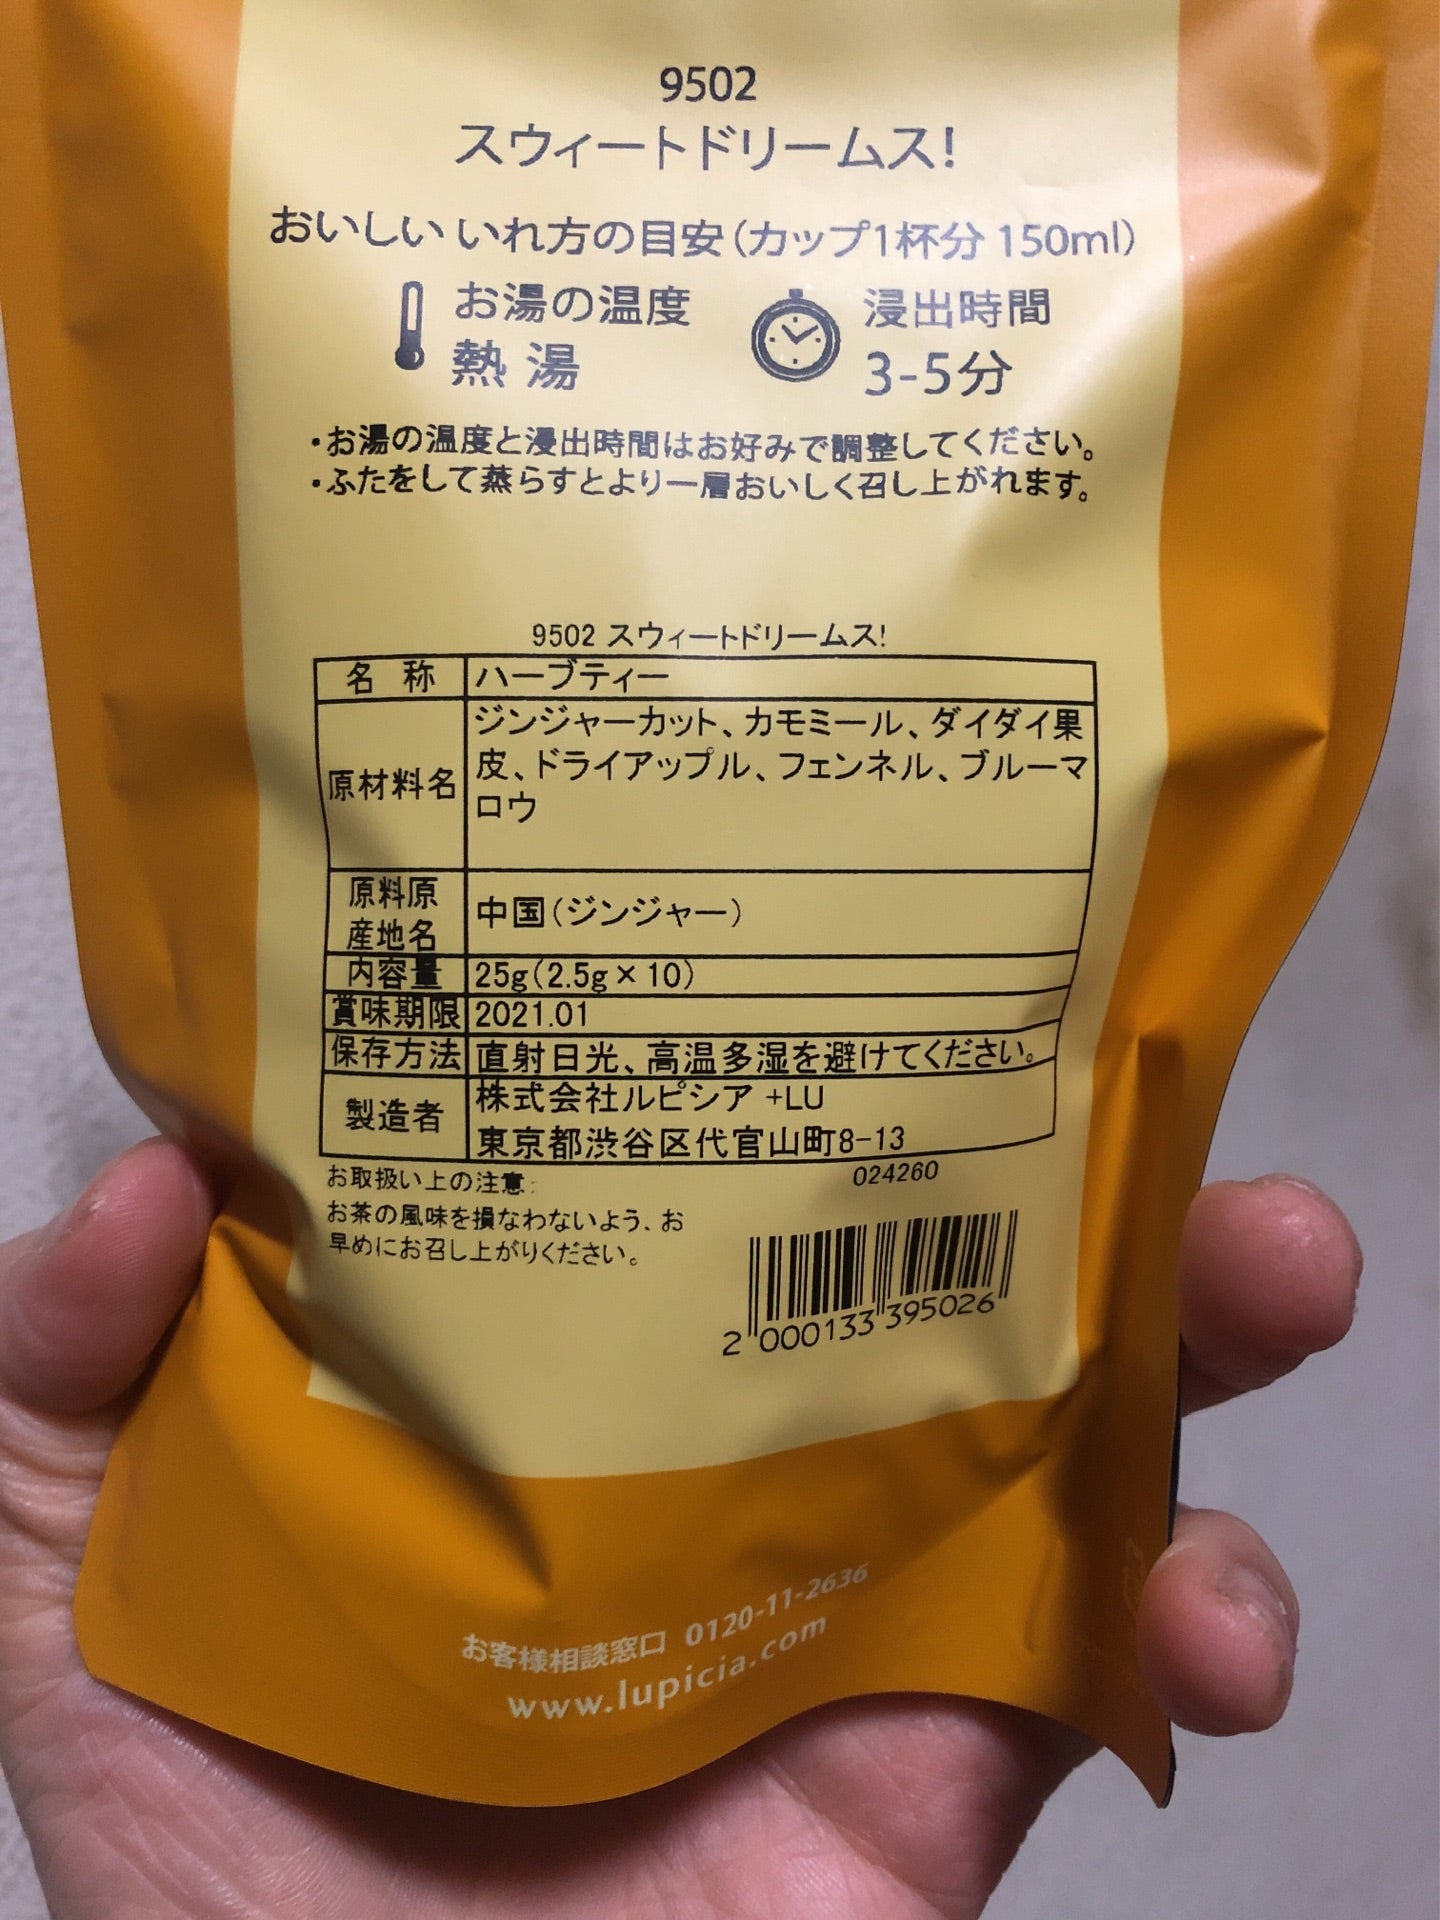 9502
スウィートドリームス!
おいしい いれ方の目安(カップ1杯分 150ml)
お湯の温度
熱湯
浸出時間
3-5分
・お湯の温度と浸出時間はお好みで調整してください。
・ふたをして蒸らすとより一層おいしく召し上がれます。
9502 スウィートドリームス!
名 称 ハーブティー
原材料名 ジンジャーカット、カモミール、ダイダイ果
皮、ドライアップル、フェンネル、ブルーマ
ロウ
原料原
産地名
中国(ジンジャー)
内容量 25g(2.5g×10)
賞味期限 2021.01
保存方法 直射日光、高温多湿を避けてください。
製造者 株式会社ルピシア +LU
東京都渋谷区代官山町8-13
024260
お取扱い上の注意:
お茶の風味を損なわないよう、お
早めにお召し上がりください。
2 000133 395026
お客様相談窓口 0120-11-2636
www.lupicia.com